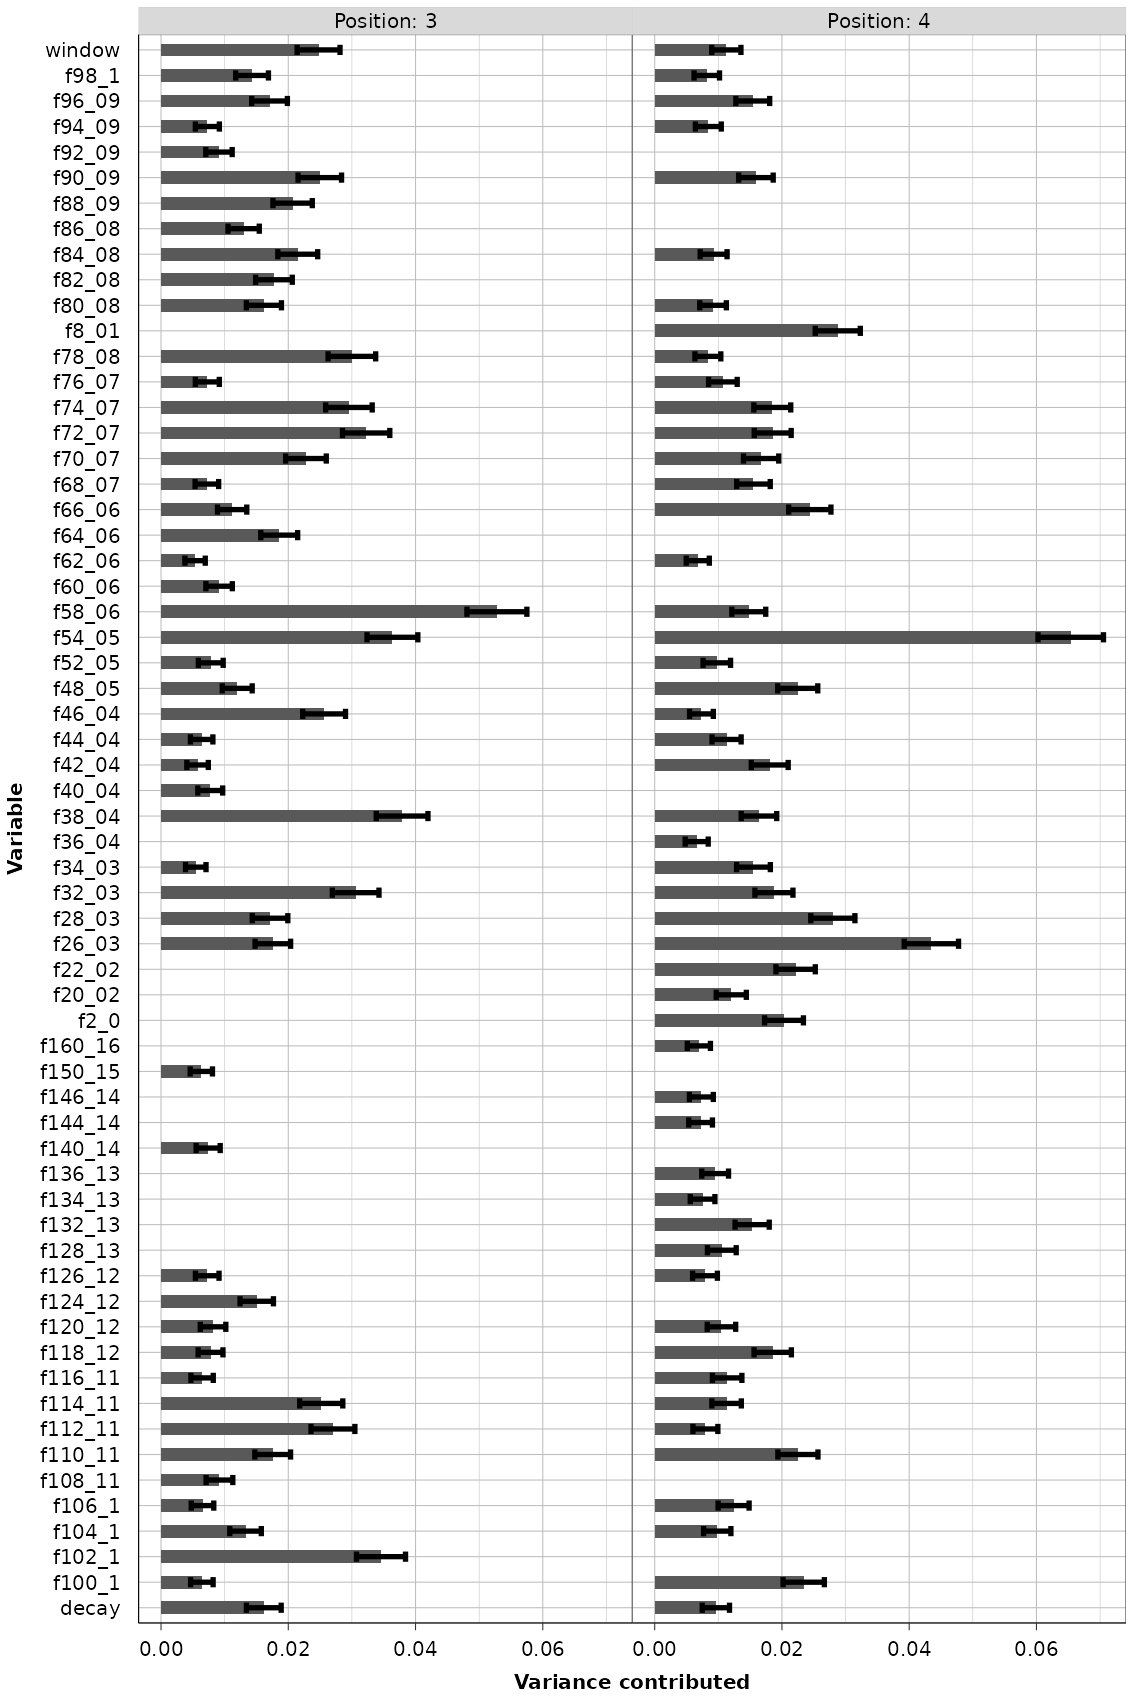 Position: 3
Position: 4
window
f98_1
f96_09
f94_09
f92_09
f90_09
f88_09
f86_08
f84_08
f82_08
f80_08
f8_01
f78_08
f76_07
f74_07
f72_07
f70_07
f68_07
f66_06
f64_06
f62_06
f60_06
f58_06
f54_05
f52_05
f48_05
f46_04
f44_04
f42_04
f40_04
f38_04
f36_04
f34_03
f32_03
f28_03
f26_03
f22_02
f20_02
f2_0
f160_16
f150_15
f146_14
f144_14
f140_14
f136_13
f134_13
f132_13
f128_13
f126_12
f124_12
f120_12
f118_12
f116_11
f114_11
f112_11
f110_11
f108_11
f106_1
f104_1
f102_1
f100_1
decay
Variable
0.00 0.02 0.04 0.06 0.00 0.02 0.04 0.06
Variance contributed